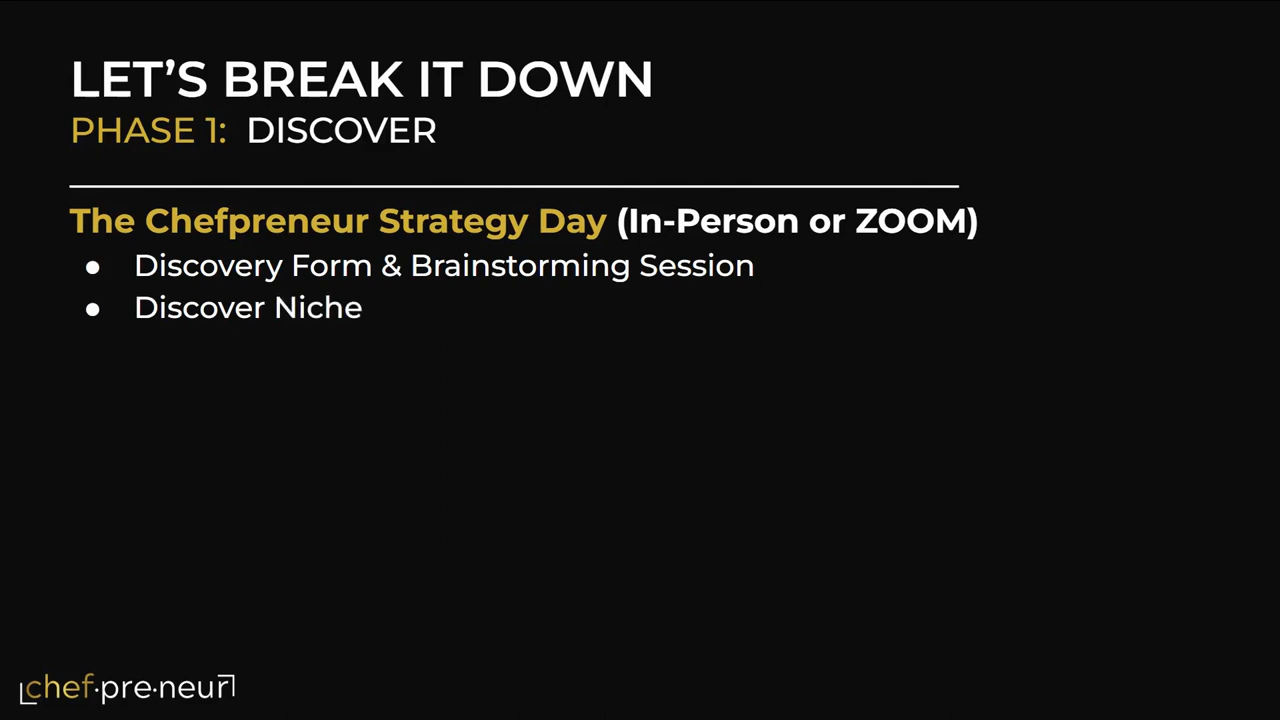 LET’S BREAK IT DOWN
PHASE 1: DISCOVER
The Chefpreneur Strategy Day (In-Person or ZOOM)
● Discovery Form & Brainstorming Session
● Discover Niche
chef·pre·neur